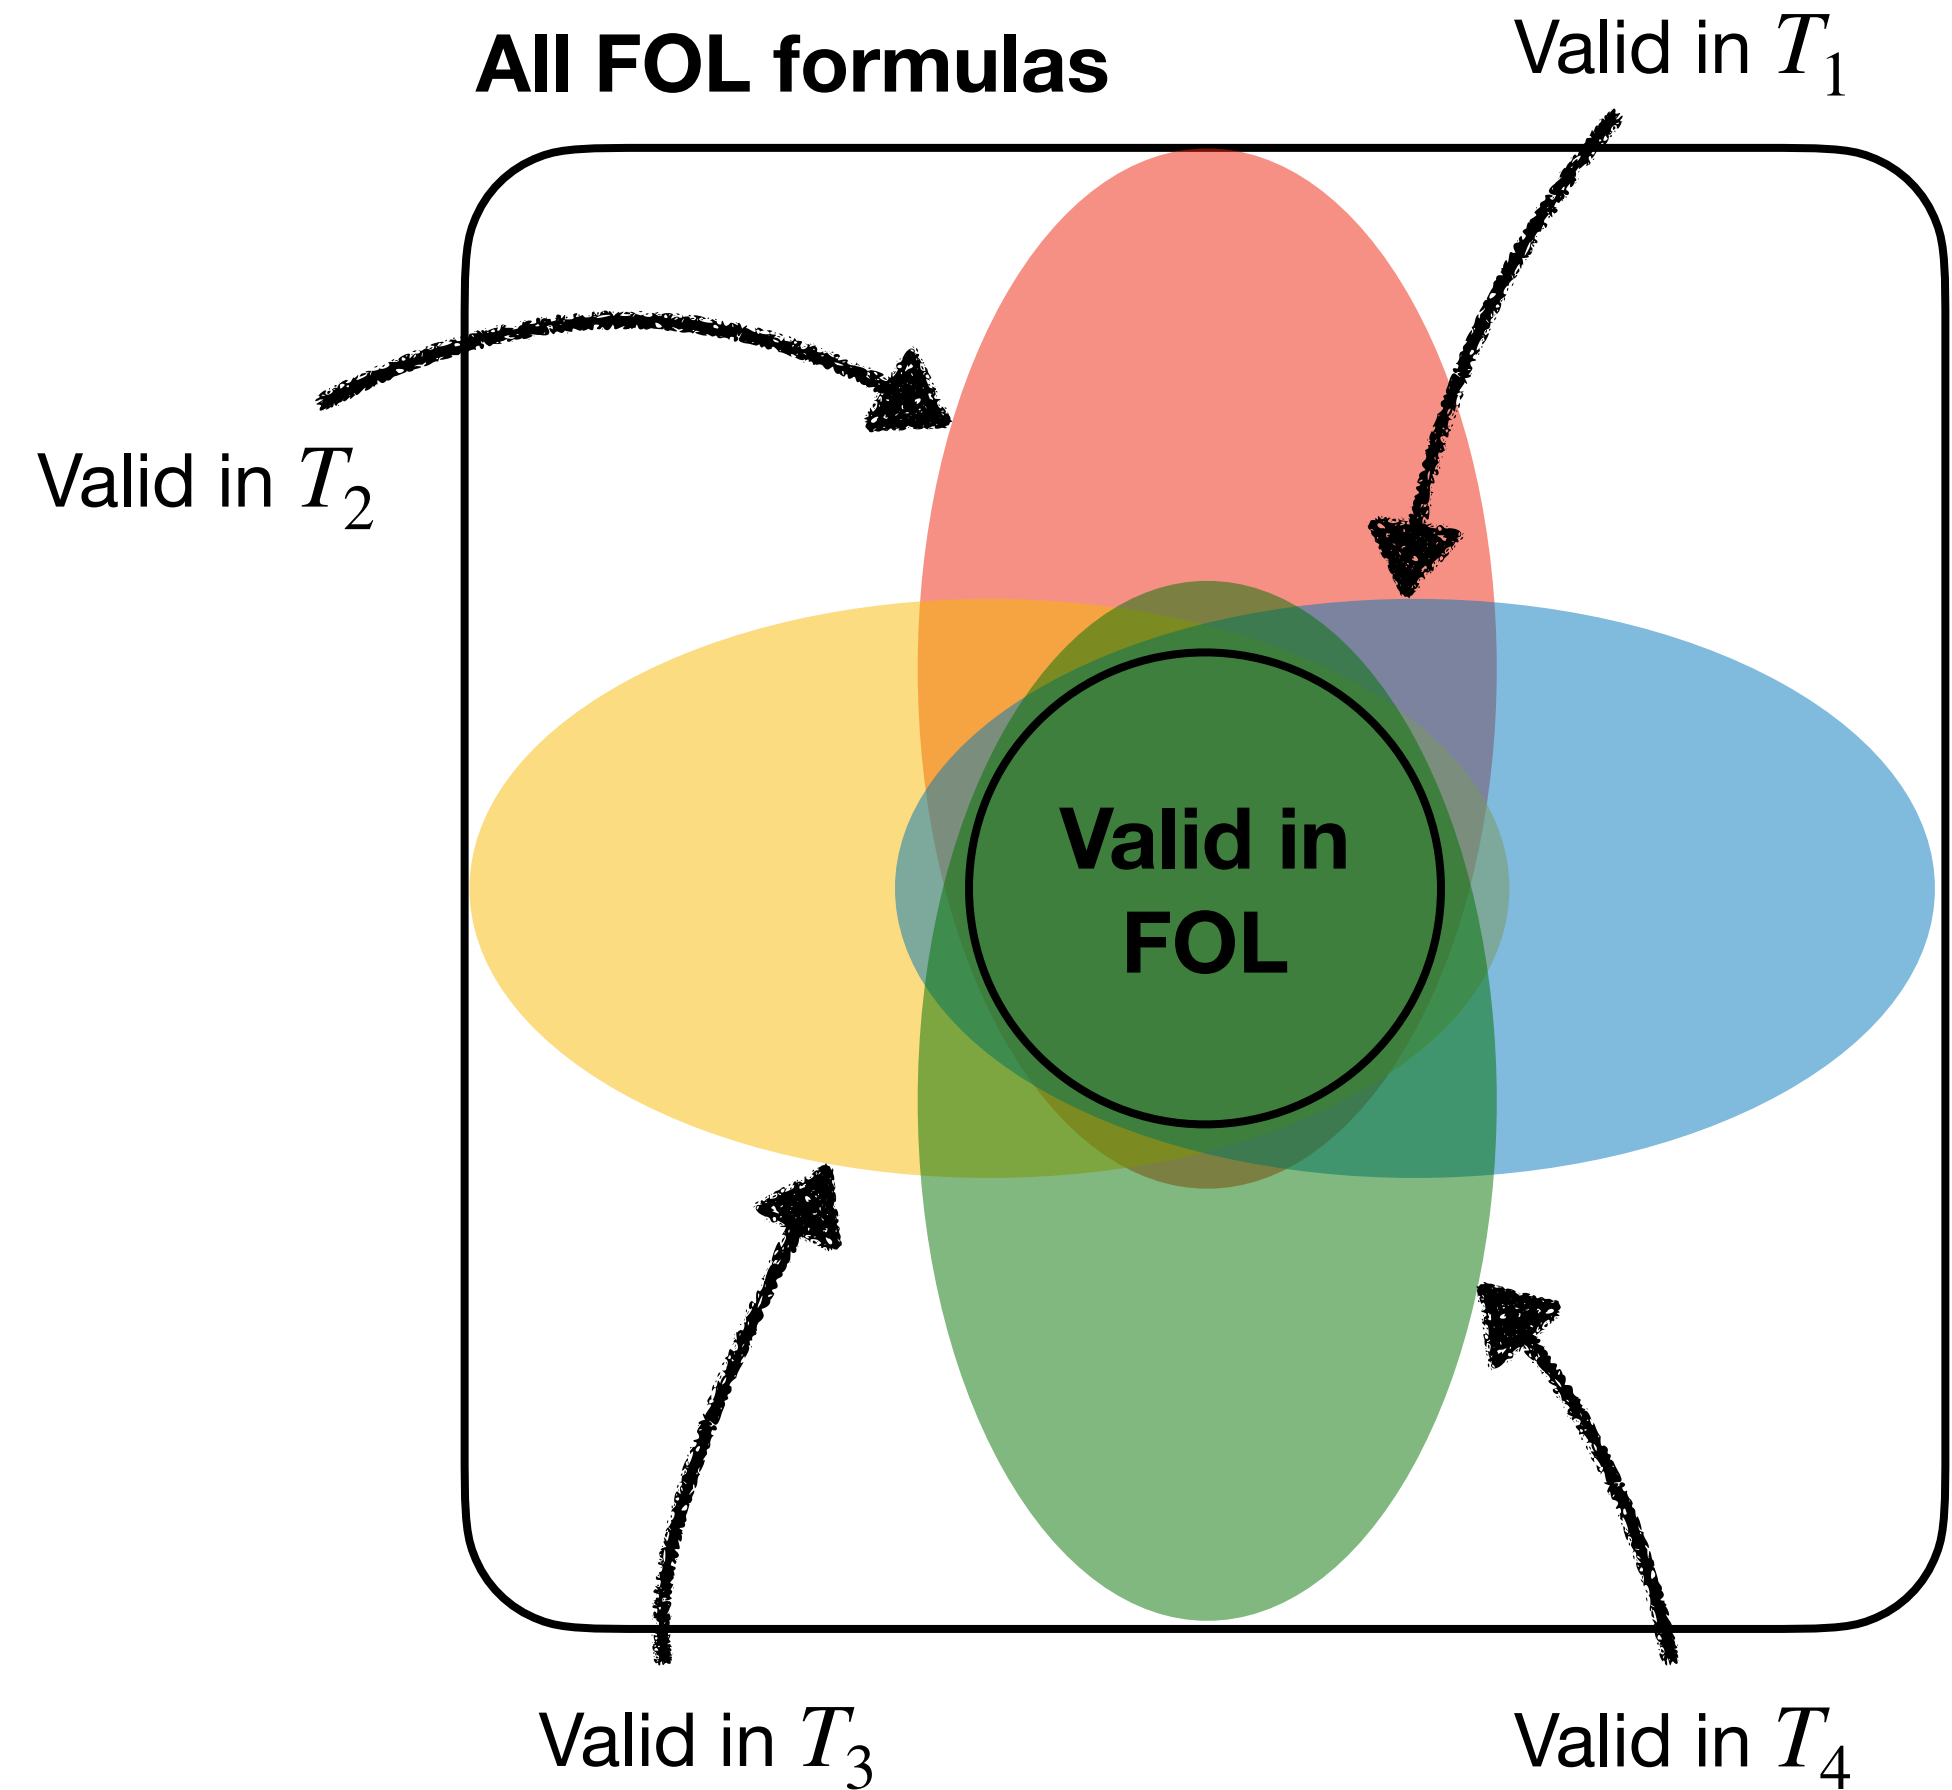 All FOL formulas
Valid in T₁
Valid in T₂
Valid in
FOL
Valid in T₃
Valid in T₄